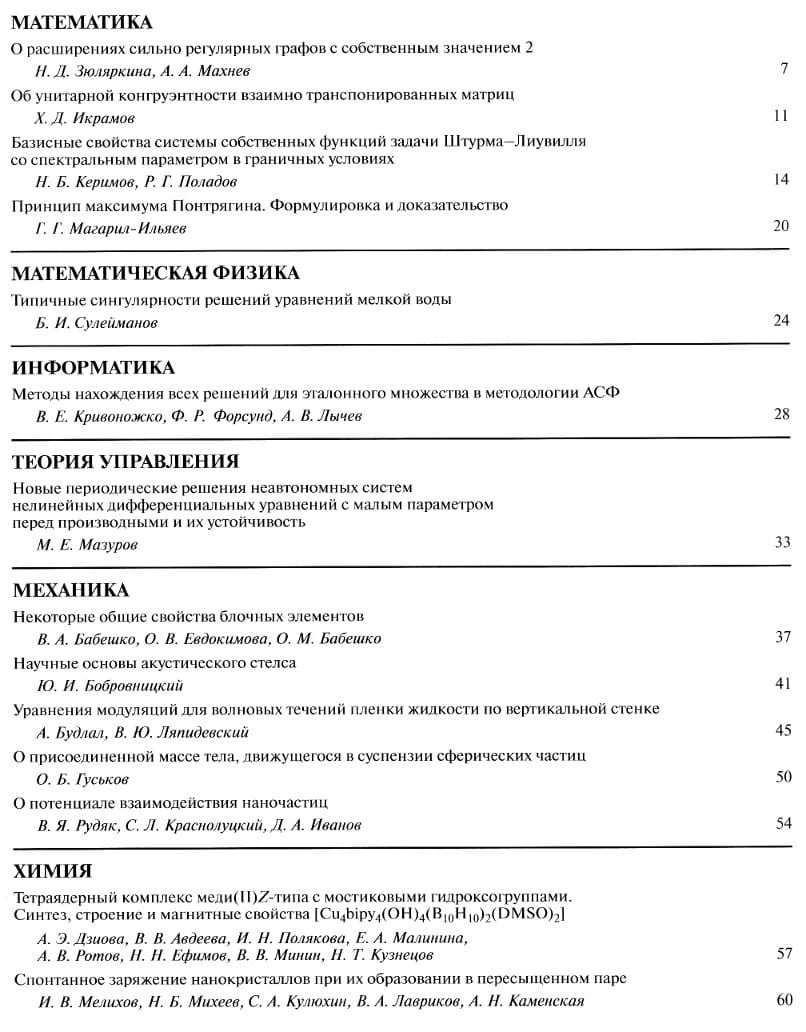 МАТЕМАТИКА
О расширениях сильно регулярных графов с собственным значением 2
Н. Д. Зюляркина, А. А. Махнев 7
Об унитарной конгруэнтности взаимно транспонированных матриц
Х. Д. Икрамов 11
Базисные свойства системы собственных функций задачи Штурма–Лиувилля
со спектральным параметром в граничных условиях
Н. Б. Керимов, Р. Г. Поладов 14
Принцип максимума Понтрягина. Формулировка и доказательство
Г. Г. Магарил-Ильяев 20
МАТЕМАТИЧЕСКАЯ ФИЗИКА
Типичные сингулярности решений уравнений мелкой воды
Б. И. Сулейманов 24
ИНФОРМАТИКА
Методы нахождения всех решений для эталонного множества в методологии АСФ
В. Е. Кривоножко, Ф. Р. Форсунд, А. В. Лычев 28
ТЕОРИЯ УПРАВЛЕНИЯ
Новые периодические решения неавтономных систем
нелинейных дифференциальных уравнений с малым параметром
перед производными и их устойчивость
М. Е. Мазуров 33
МЕХАНИКА
Некоторые общие свойства блочных элементов
В. А. Бабешко, О. В. Евдокимова, О. М. Бабешко 37
Научные основы акустического стелса
Ю. И. Бобровницкий 41
Уравнения модуляций для волновых течений пленки жидкости по вертикальной стенке
А. Будлал, В. Ю. Ляпидевский 45
О присоединенной массе тела, движущегося в суспензии сферических частиц
О. Б. Гуськов 50
О потенциале взаимодействия наночастиц
В. Я. Рудяк, С. Л. Краснолуцкий, Д. А. Иванов 54
ХИМИЯ
Тетраядерный комплекс меди(II)Z-типа с мостиковыми гидроксогруппами.
Синтез, строение и магнитные свойства [Cu₄bipy₄(OH)₄(B₁₀H₁₀)₂(DMSO)₂]
А. Э. Дзиова, В. В. Авдеева, И. Н. Полякова, Е. А. Малинина,
А. В. Ротов, Н. Н. Ефимов, В. В. Минин, Н. Т. Кузнецов 57
Спонтанное заряжение нанокристаллов при их образовании в пересыщенном паре
И. В. Мелихов, Н. Б. Михеев, С. А. Кулюхин, В. А. Лавриков, А. Н. Каменская 60